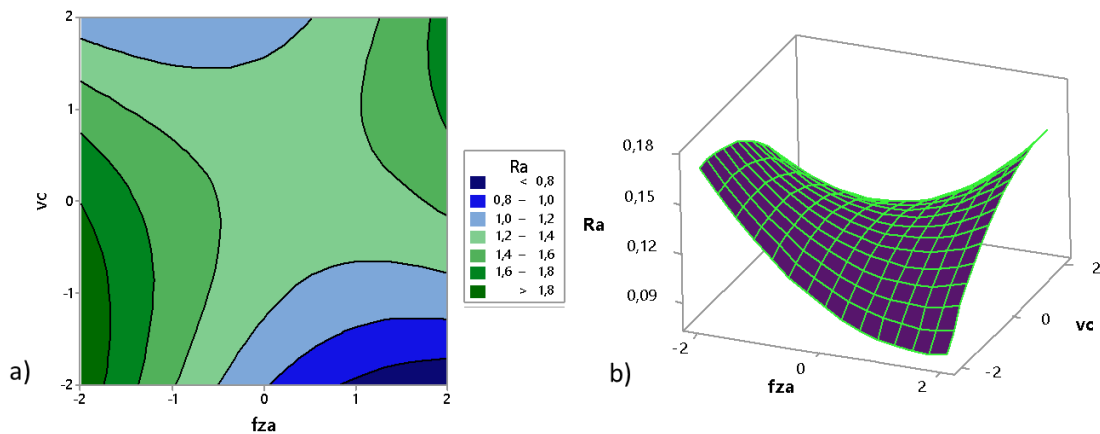 2
1
0
-1
-2
vc
-2
-1
0
1
2
fza
a)
Ra
< 0,8
0,8 – 1,0
1,0 – 1,2
1,2 – 1,4
1,4 – 1,6
1,6 – 1,8
> 1,8
0,18
0,15
0,12
0,09
Ra
-2
0
2
fza
-2
0
2
vc
b)